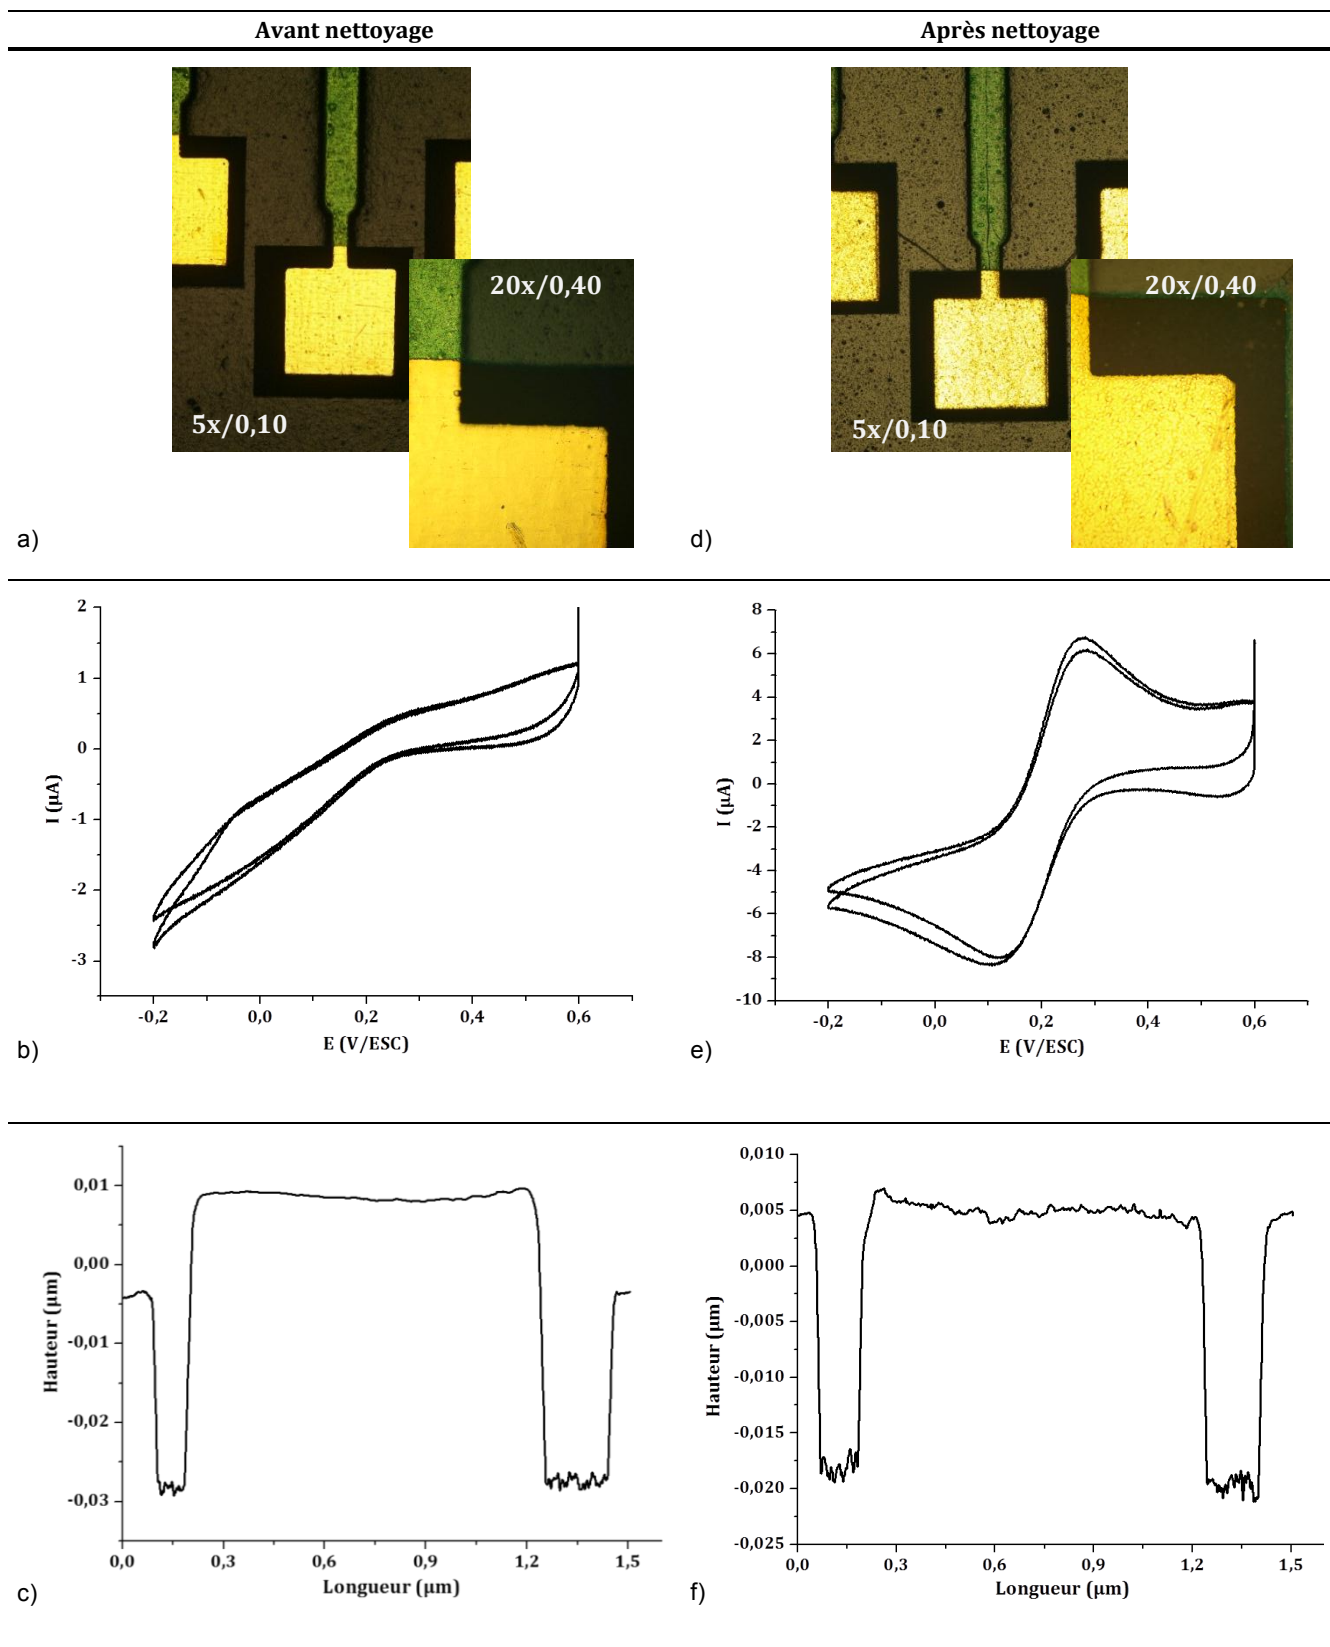 Avant nettoyage Après nettoyage
20x/0,40
5x/0,10
a)
20x/0,40
5x/0,10
d)
2
1
0
-1
-2
-3
I (µA)
-0,2 0,0 0,2 0,4 0,6
E (V/ESC)
b)
8
6
4
2
0
-2
-4
-6
-8
-10
I (µA)
-0,2 0,0 0,2 0,4 0,6
E (V/ESC)
e)
0,01
0,00
-0,01
-0,02
-0,03
Hauteur (µm)
0,0 0,3 0,6 0,9 1,2 1,5
Longueur (µm)
c)
0,010
0,005
0,000
-0,005
-0,010
-0,015
-0,020
-0,025
Hauteur (µm)
0,0 0,3 0,6 0,9 1,2 1,5
Longueur (µm)
f)